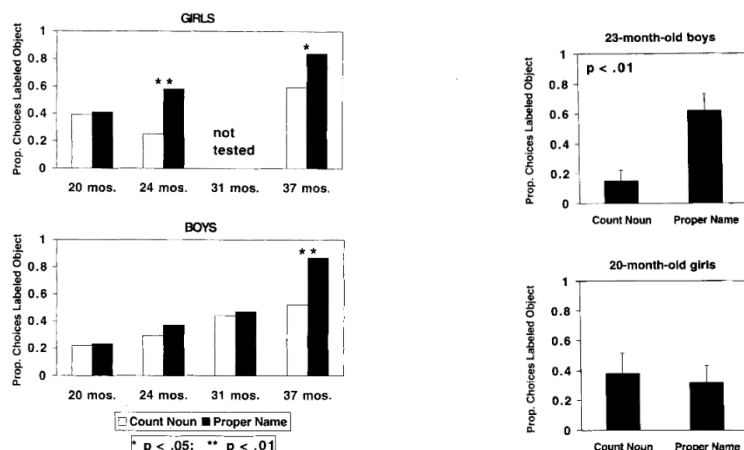 GIRLS
Prop. Choices Labeled Object
1
0.8
0.6
0.4
0.2
0
* *
*
not
tested
20 mos. 24 mos. 31 mos. 37 mos.
BOYS
Prop. Choices Labeled Object
1
0.8
0.6
0.4
0.2
0
* *
20 mos. 24 mos. 31 mos. 37 mos.
Count Noun Proper Name
* p < .05; ** p < .01
23-month-old boys
Prop. Choices Labeled Object
1
0.8
0.6
0.4
0.2
0
p < .01
Count Noun Proper Name
20-month-old girls
Prop. Choices Labeled Object
1
0.8
0.6
0.4
0.2
0
Count Noun Proper Name